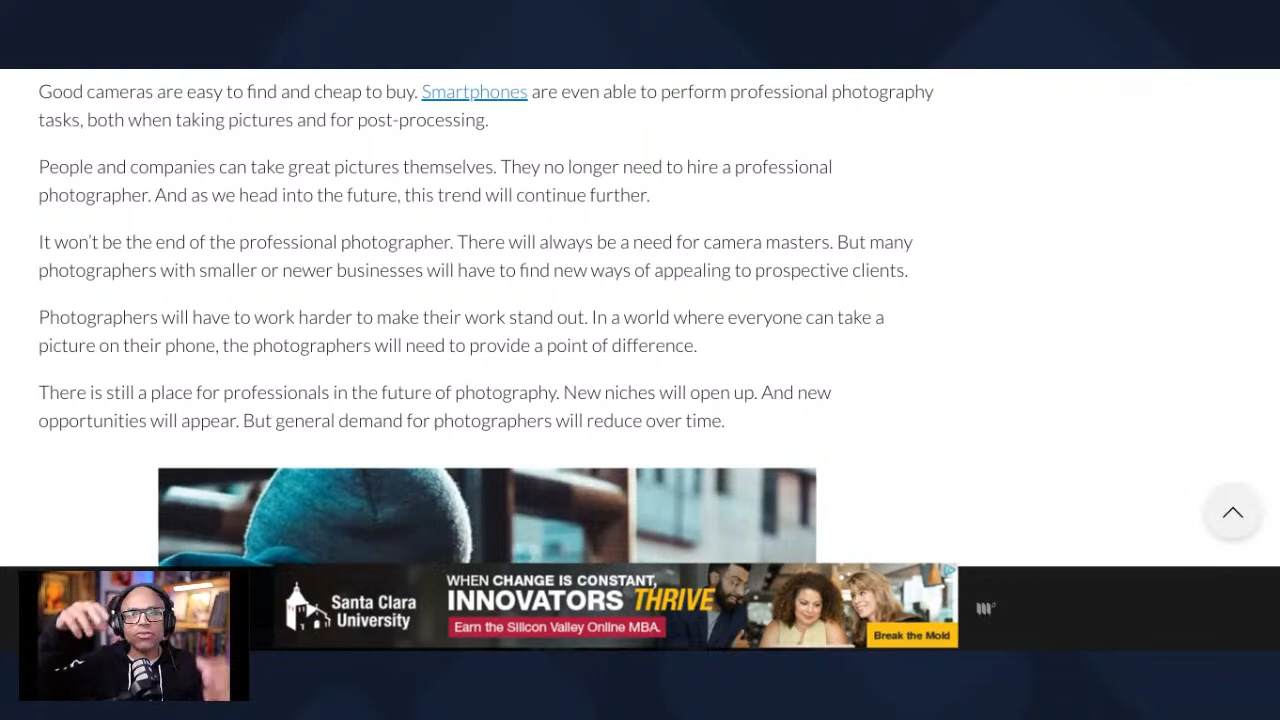 Good cameras are easy to find and cheap to buy. Smartphones are even able to perform professional photography
tasks, both when taking pictures and for post-processing.
People and companies can take great pictures themselves. They no longer need to hire a professional
photographer. And as we head into the future, this trend will continue further.
It won't be the end of the professional photographer. There will always be a need for camera masters. But many
photographers with smaller or newer businesses will have to find new ways of appealing to prospective clients.
Photographers will have to work harder to make their work stand out. In a world where everyone can take a
picture on their phone, the photographers will need to provide a point of difference.
There is still a place for professionals in the future of photography. New niches will open up. And new
opportunities will appear. But general demand for photographers will reduce over time.
Santa Clara
University
WHEN CHANGE IS CONSTANT,
INNOVATORS THRIVE
Earn the Silicon Valley Online MBA.
Break the Mold